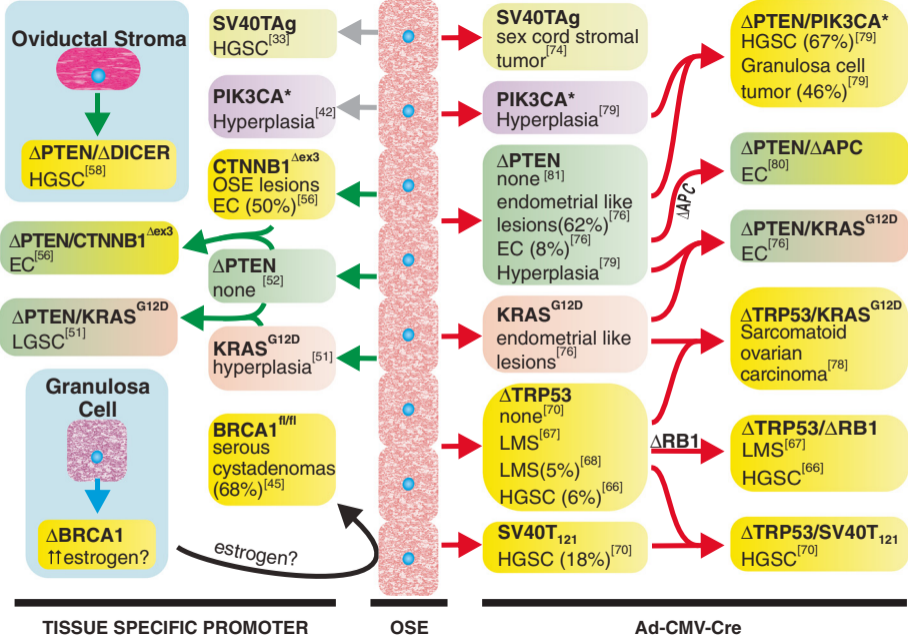 Oviductal Stroma
ΔPTEN/ΔDICER
HGSC[58]
ΔPTEN/CTNNB1Δex3
EC[56]
ΔPTEN/KRASG12D
LGSC[51]
Granulosa
Cell
ΔBRCA1
⇈estrogen?
SV40TAg
HGSC[33]
PIK3CA*
Hyperplasia[42]
CTNNB1Δex3
OSE lesions
EC (50%)[56]
ΔPTEN
none[52]
KRASG12D
hyperplasia[51]
BRCA1fl/fl
serous
cystadenomas
(68%)[45]
estrogen?
SV40TAg
sex cord stromal
tumor[74]
PIK3CA*
Hyperplasia[79]
ΔPTEN
none[81]
endometrial like
lesions(62%)[76]
EC (8%)[76]
Hyperplasia[79]
KRASG12D
endometrial like
lesions[76]
ΔTRP53
none[70]
LMS[67]
LMS(5%)[68]
HGSC (6%)[66]
SV40T121
HGSC (18%)[70]
ΔAPC
ΔRB1
ΔPTEN/PIK3CA*
HGSC (67%)[79]
Granulosa cell
tumor (46%)[79]
ΔPTEN/ΔAPC
EC[80]
ΔPTEN/KRASG12D
EC[76]
ΔTRP53/KRASG12D
Sarcomatoid
ovarian
carcinoma[78]
ΔTRP53/ΔRB1
LMS[67]
HGSC[66]
ΔTRP53/SV40T121
HGSC[70]
TISSUE SPECIFIC PROMOTER
OSE
Ad-CMV-Cre